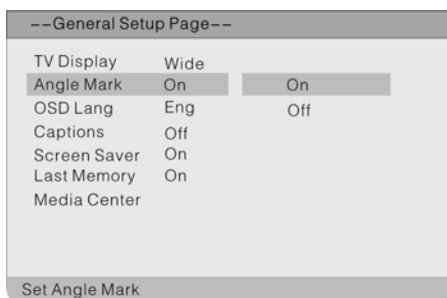 --General Setup Page--
TV Display Wide
Angle Mark On On
OSD Lang Eng Off
Captions Off
Screen Saver On
Last Memory On
Media Center
Set Angle Mark